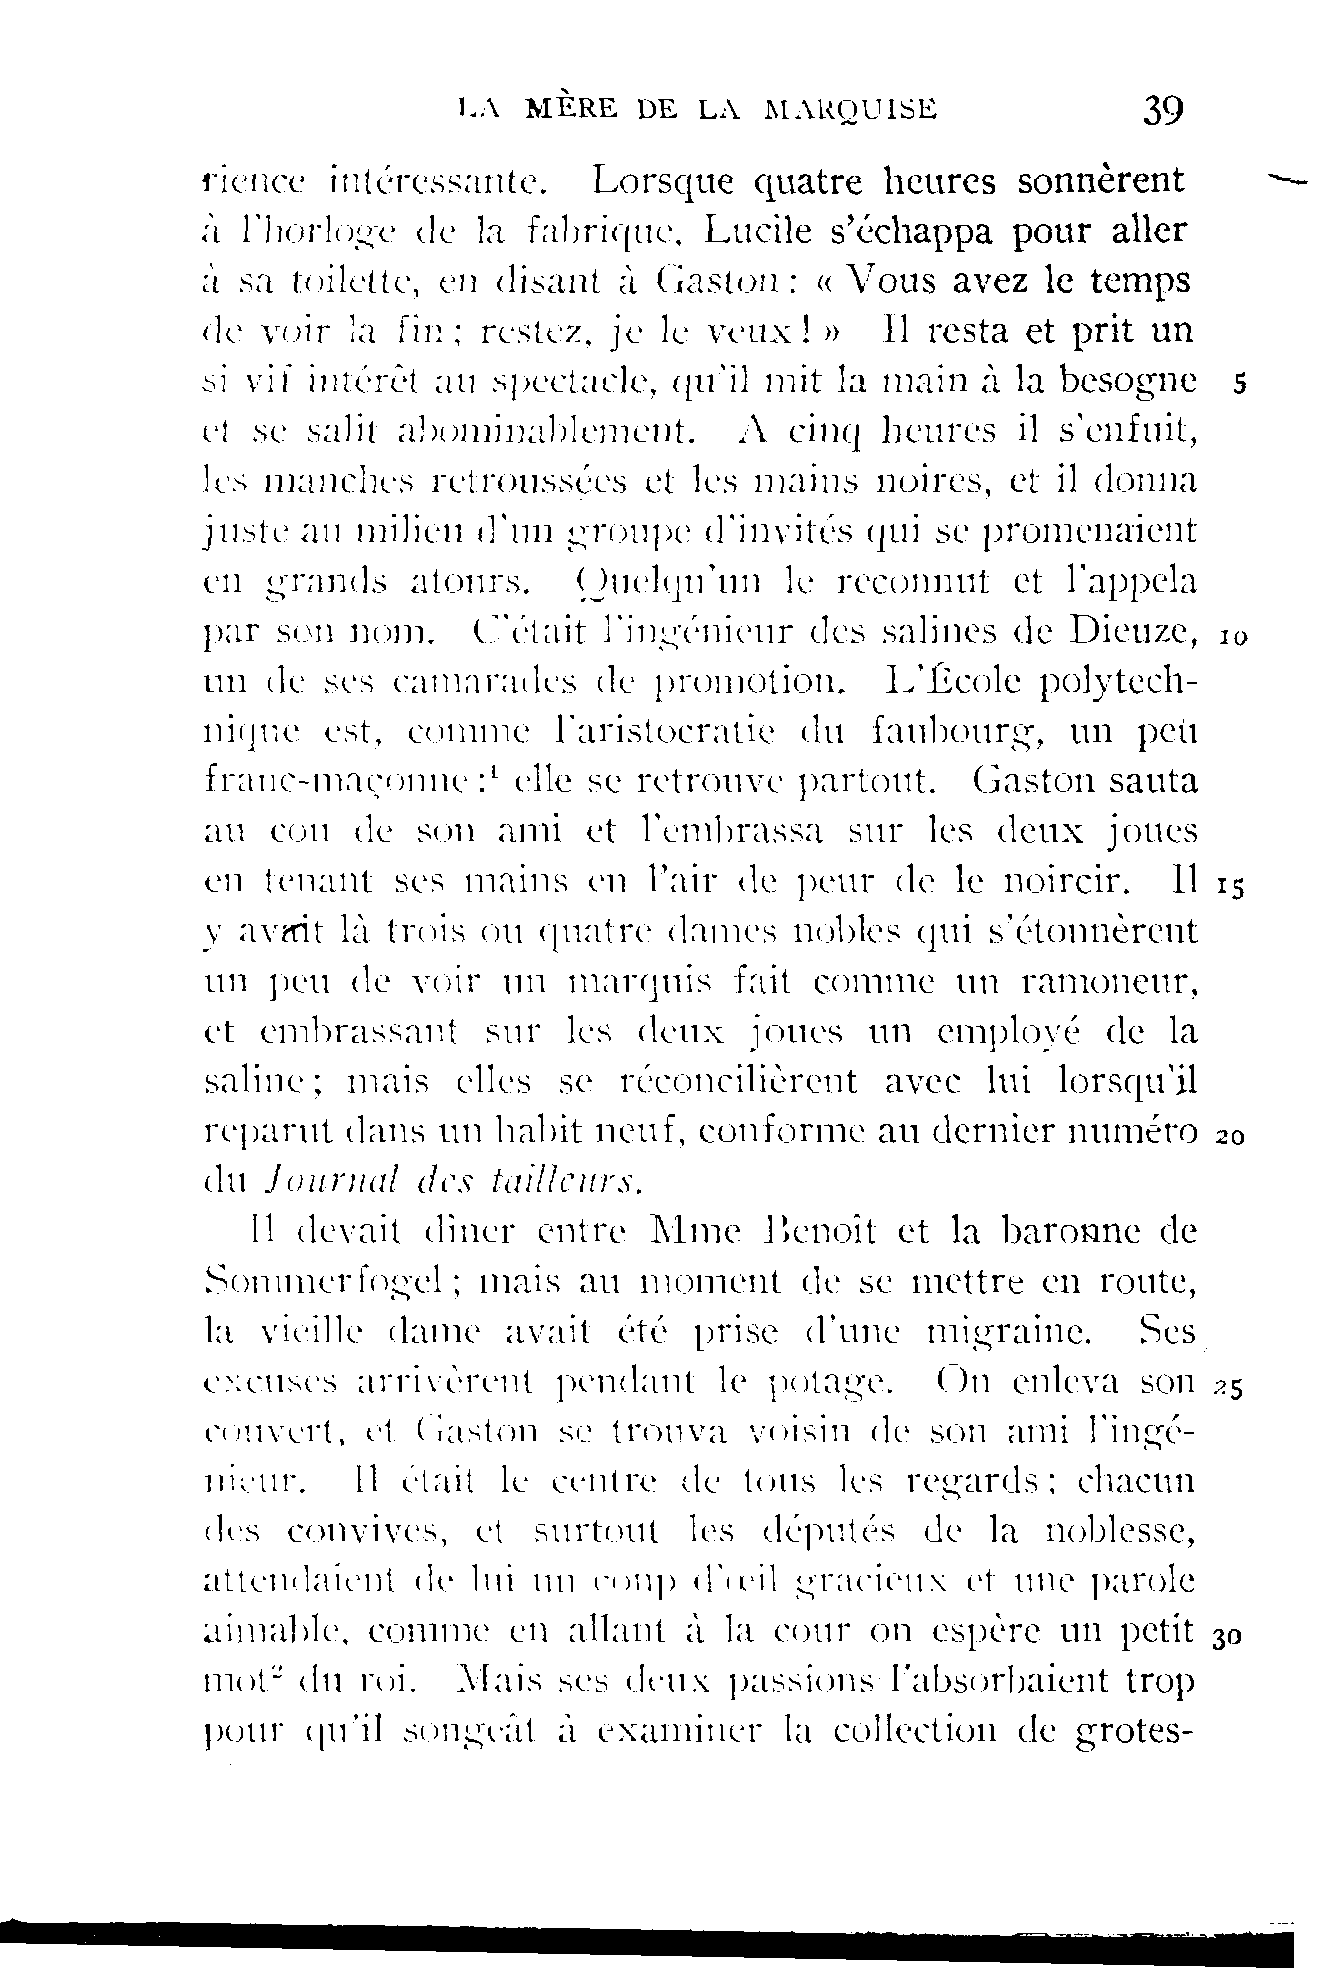 LA MÈRE DE LA MARQUISE 39
rience intéressante. Lorsque quatre heures sonnèrent
à l'horloge de la fabrique, Lucile s'échappa pour aller
à sa toilette, en disant à Gaston : « Vous avez le temps
de voir la fin ; restez, je le veux ! » Il resta et prit un
si vif intérêt au spectacle, qu'il mit la main à la besogne 5
et se salit abominablement. A cinq heures il s'enfuit,
les manches retroussées et les mains noires, et il donna
juste au milieu d'un groupe d'invités qui se promenaient
en grands atours. Quelqu'un le reconnut et l'appela
par son nom. C'était l'ingénieur des salines de Dieuze, 10
un de ses camarades de promotion. L'École polytech-
nique est, comme l'aristocratie du faubourg, un peu
franc-maçonne :¹ elle se retrouve partout. Gaston sauta
au cou de son ami et l'embrassa sur les deux joues
en tenant ses mains en l'air de peur de le noircir. Il 15
y avait là trois ou quatre dames nobles qui s'étonnèrent
un peu de voir un marquis fait comme un ramoneur,
et embrassant sur les deux joues un employé de la
saline ; mais elles se réconcilièrent avec lui lorsqu'il
reparut dans un habit neuf, conforme au dernier numéro 20
du Journal des tailleurs.
Il devait dîner entre Mme Benoît et la baronne de
Sommerfogel ; mais au moment de se mettre en route,
la vieille dame avait été prise d'une migraine. Ses
excuses arrivèrent pendant le potage. On enleva son 25
couvert, et Gaston se trouva voisin de son ami l'ingé-
nieur. Il était le centre de tous les regards ; chacun
des convives, et surtout les députés de la noblesse,
attendaient de lui un coup d'œil gracieux et une parole
aimable, comme en allant à la cour on espère un petit 30
mot² du roi. Mais ses deux passions l'absorbaient trop
pour qu'il songeât à examiner la collection de grotes-